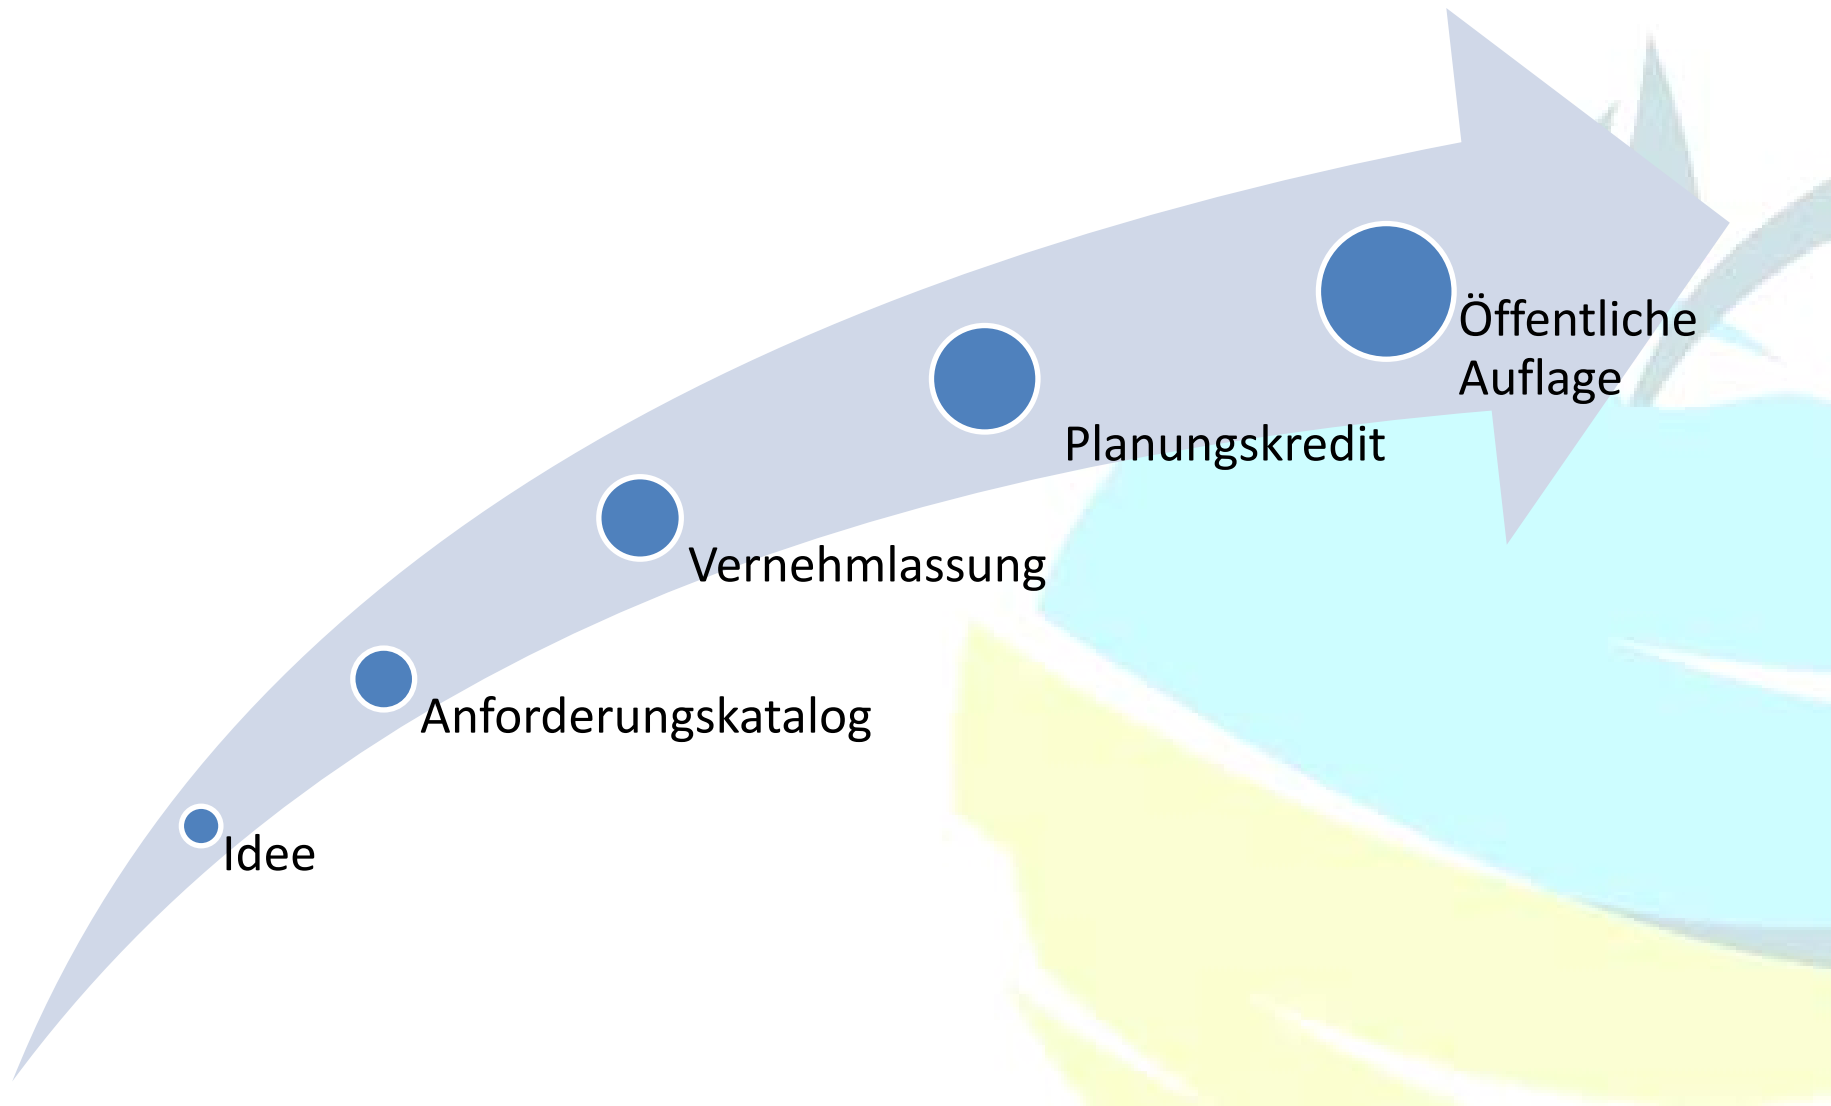 Idee
Anforderungskatalog
Vernehmlassung
Planungskredit
Öffentliche
Auflage